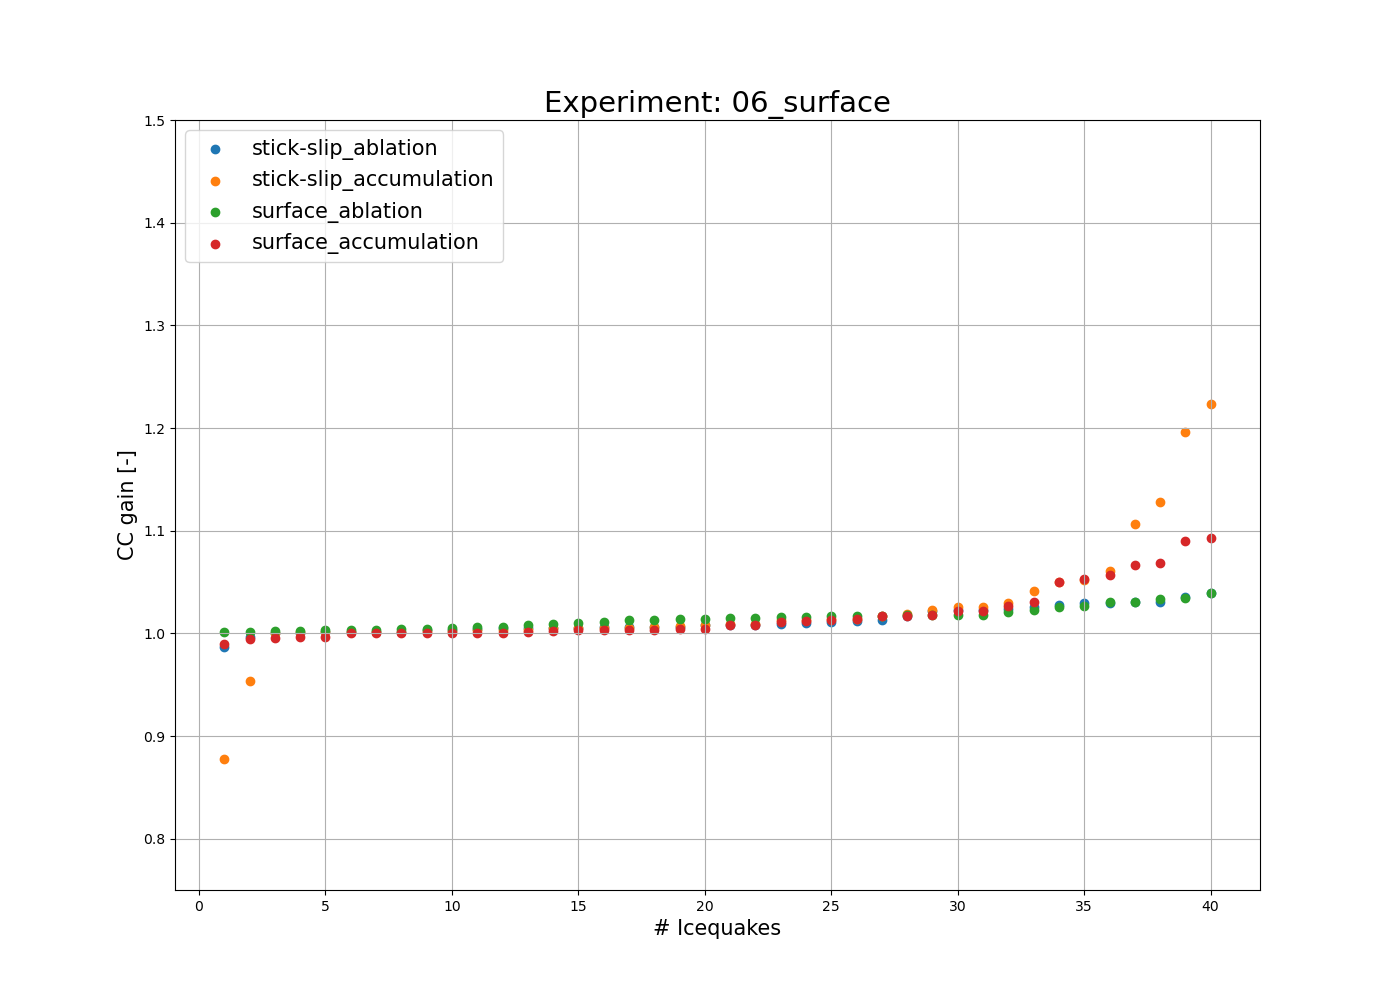 Experiment: 06_surface
stick-slip_ablation
stick-slip_accumulation
surface_ablation
surface_accumulation
1.5
1.4
1.3
1.2
1.1
1.0
0.9
0.8
CC gain [-]
0 5 10 15 20 25 30 35 40
# Icequakes